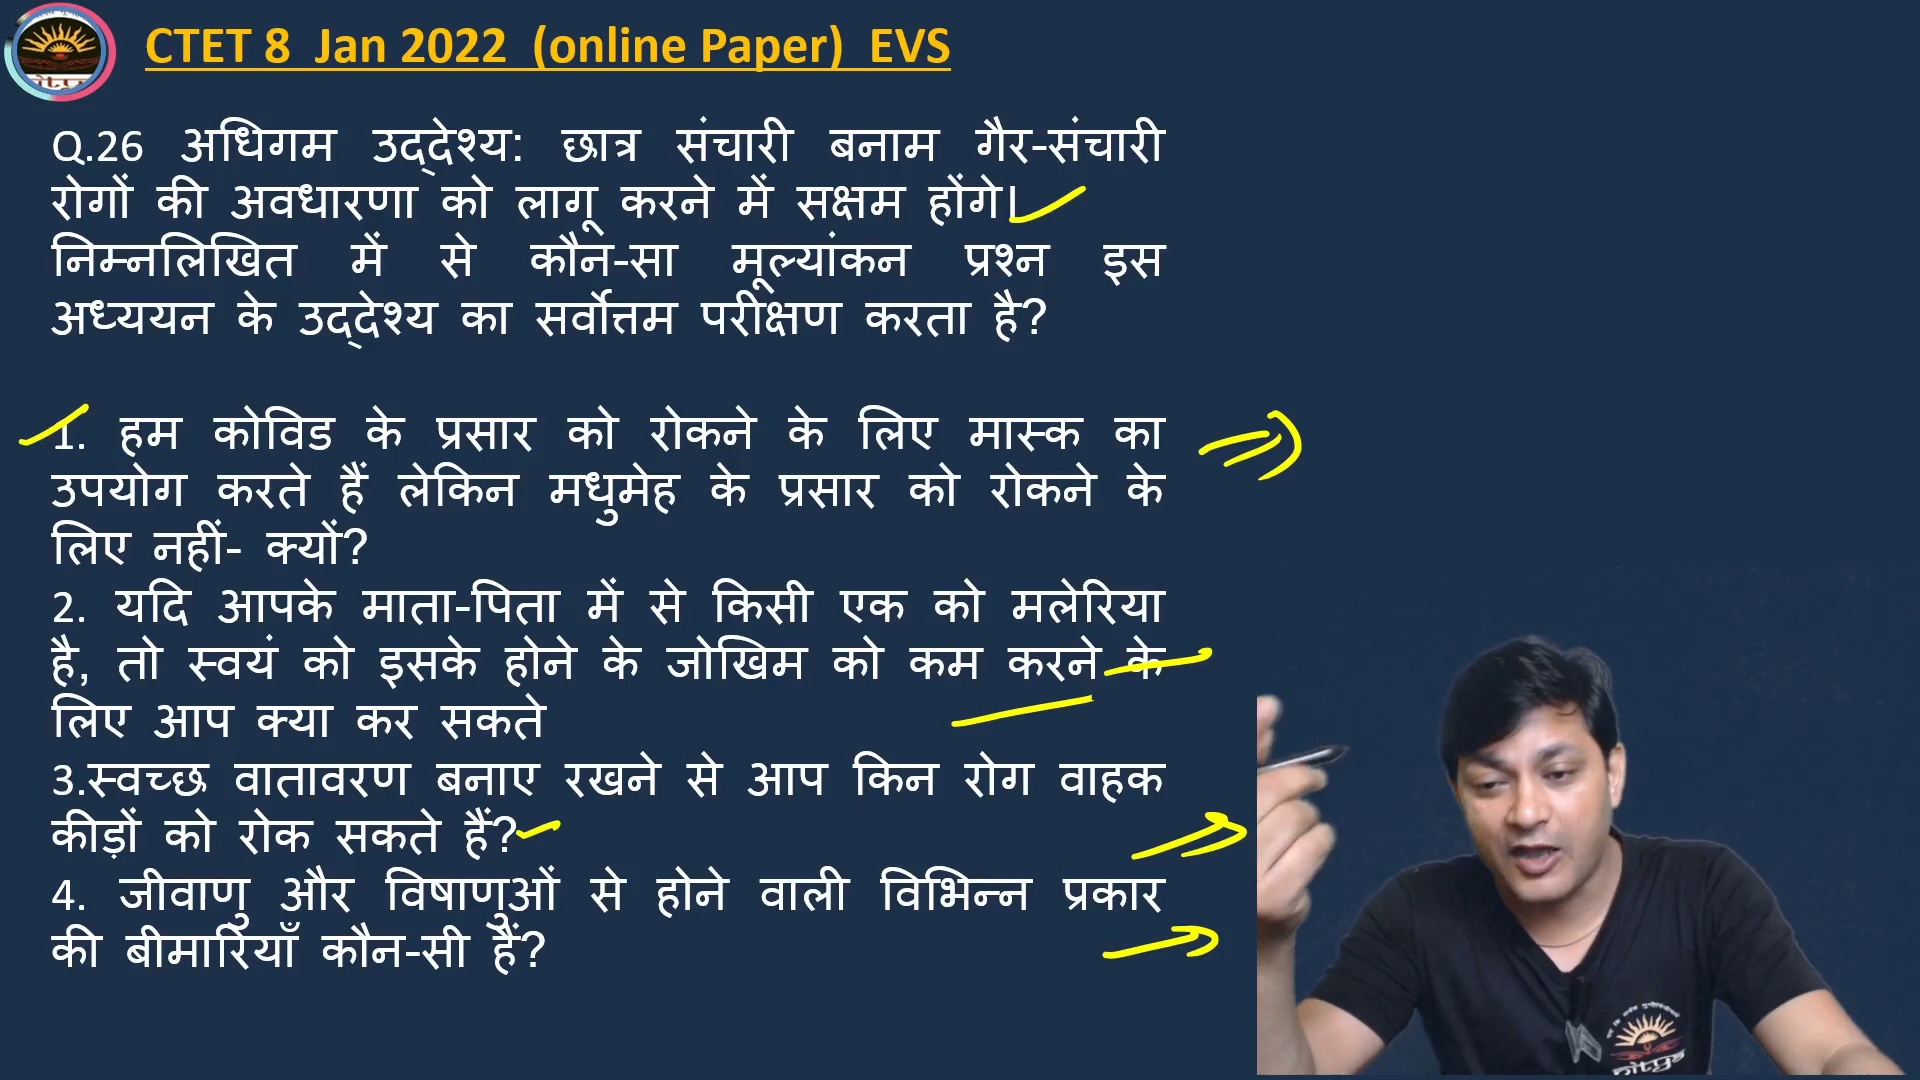 CTET 8 Jan 2022 (online Paper) EVS
Q.26 अधिगम उद्देश्य: छात्र संचारी बनाम गैर-संचारी
रोगों की अवधारणा को लागू करने में सक्षम होंगे।
निम्नलिखित में से कौन-सा मूल्यांकन प्रश्न इस
अध्ययन के उद्देश्य का सर्वोत्तम परीक्षण करता है?
1. हम कोविड के प्रसार को रोकने के लिए मास्क का
उपयोग करते हैं लेकिन मधुमेह के प्रसार को रोकने के
लिए नहीं- क्यों?
2. यदि आपके माता-पिता में से किसी एक को मलेरिया
है, तो स्वयं को इसके होने के जोखिम को कम करने के
लिए आप क्या कर सकते
3.स्वच्छ वातावरण बनाए रखने से आप किन रोग वाहक
कीड़ों को रोक सकते हैं?
4. जीवाणु और विषाणुओं से होने वाली विभिन्न प्रकार
की बीमारियाँ कौन-सी हैं?